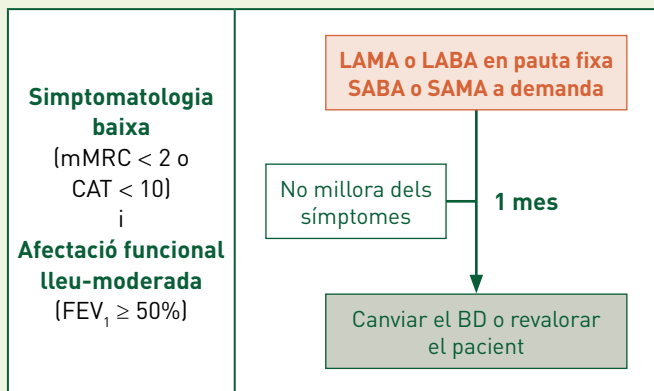 Simptomatologia
baixa
(mMRC < 2 o
CAT < 10)
i
Afectació funcional
lleu-moderada
(FEV₁ ≥ 50%)
LAMA o LABA en pauta fixa
SABA o SAMA a demanda
No millora dels
símptomes
1 mes
Canviar el BD o revalorar
el pacient